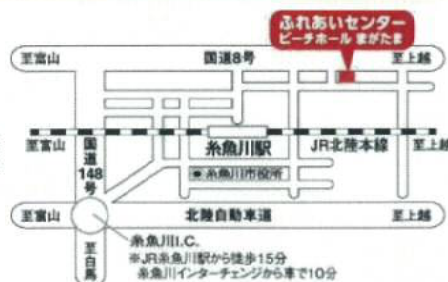 ふれあいセンター
ビーチホール まがたま
至富山
国道8号
至上越
至富山
国道148号
糸魚川駅
JR北陸本線
至上越
糸魚川市役所
至富山
北陸自動車道
至上越
至白馬
糸魚川I.C.
※JR糸魚川駅から徒歩15分
糸魚川インターチェンジから車で10分